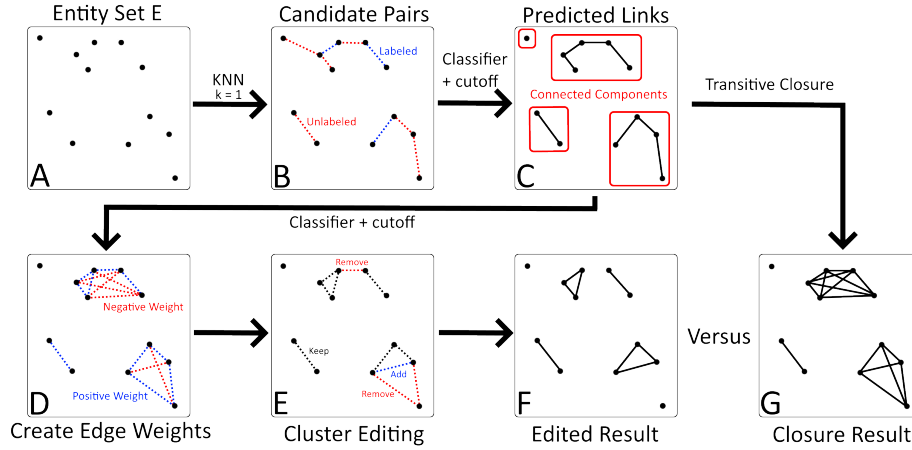 Entity Set E
Candidate Pairs
Predicted Links
KNN
k = 1
Labeled
Unlabeled
Classifier
+ cutoff
Connected Components
Transitive Closure
A
B
C
Classifier + cutoff
Negative Weight
Positive Weight
Remove
Keep
Add
Remove
Versus
D
E
F
G
Create Edge Weights
Cluster Editing
Edited Result
Closure Result